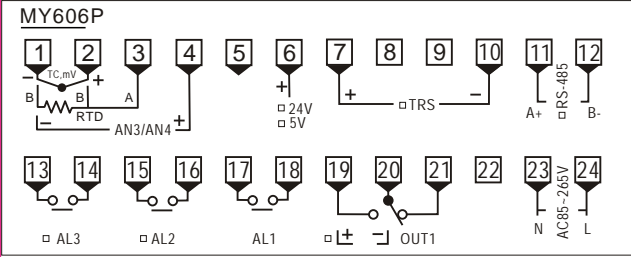 MY606P
1 2 3 4 5 6 7 8 9 10 11 12
− TC,mV + + + − RS-485
B B A □ 24V □ TRS □
RTD □ 5V
− AN3/AN4 + A+ B-
13 14 15 16 17 18 19 20 21 22 23 24
AC85~265V
□ AL3 □ AL2 AL1 □ + − OUT1 N L